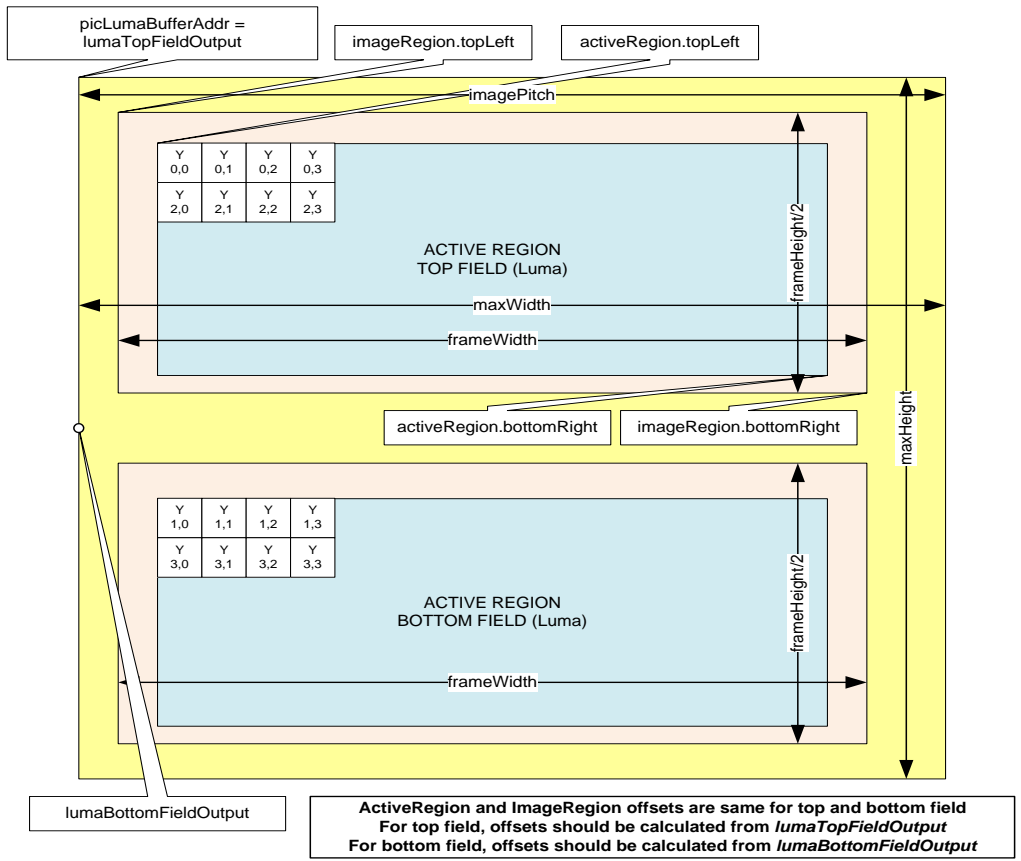 picLumaBufferAddr =
lumaTopFieldOutput
imageRegion.topLeft
activeRegion.topLeft
imagePitch
Y
0,0
Y
0,1
Y
0,2
Y
0,3
Y
2,0
Y
2,1
Y
2,2
Y
2,3
frameHeight/2
ACTIVE REGION
TOP FIELD (Luma)
maxWidth
frameWidth
activeRegion.bottomRight
imageRegion.bottomRight
maxHeight
Y
1,0
Y
1,1
Y
1,2
Y
1,3
Y
3,0
Y
3,1
Y
3,2
Y
3,3
frameHeight/2
ACTIVE REGION
BOTTOM FIELD (Luma)
frameWidth
lumaBottomFieldOutput
ActiveRegion and ImageRegion offsets are same for top and bottom field
For top field, offsets should be calculated from lumaTopFieldOutput
For bottom field, offsets should be calculated from lumaBottomFieldOutput